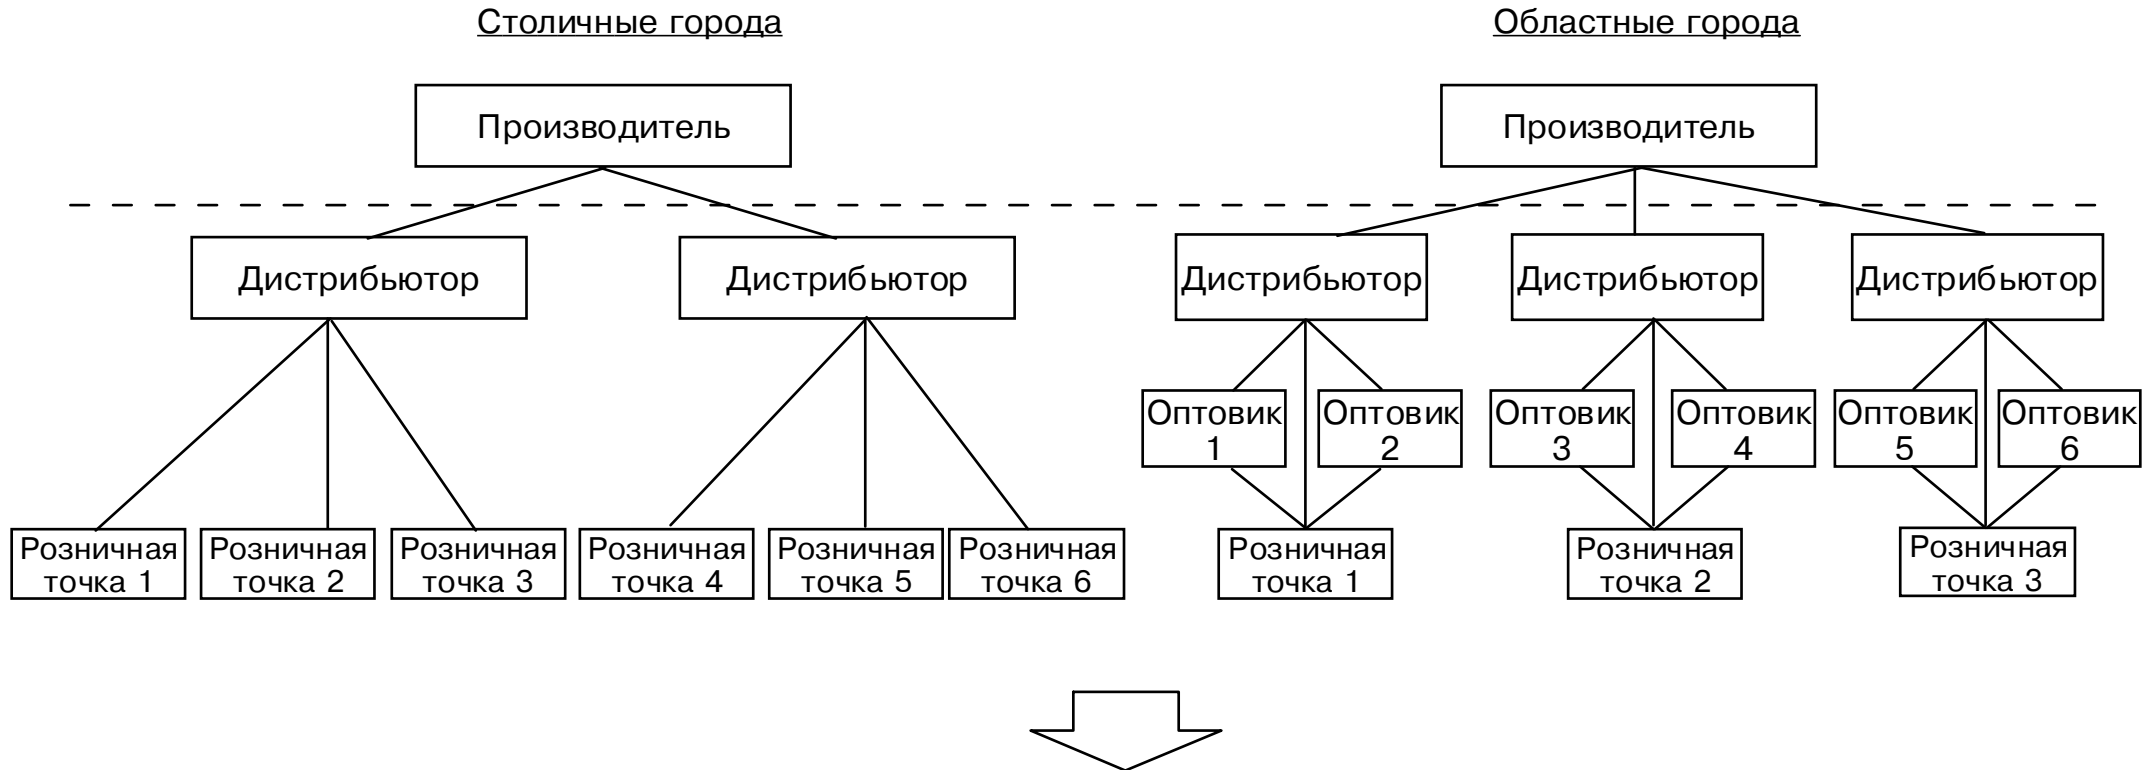 Столичные города
Областные города
Производитель
Производитель
Дистрибьютор
Дистрибьютор
Дистрибьютор
Дистрибьютор
Дистрибьютор
Оптовик
1
Оптовик
2
Оптовик
3
Оптовик
4
Оптовик
5
Оптовик
6
Розничная
точка 1
Розничная
точка 2
Розничная
точка 3
Розничная
точка 4
Розничная
точка 5
Розничная
точка 6
Розничная
точка 1
Розничная
точка 2
Розничная
точка 3